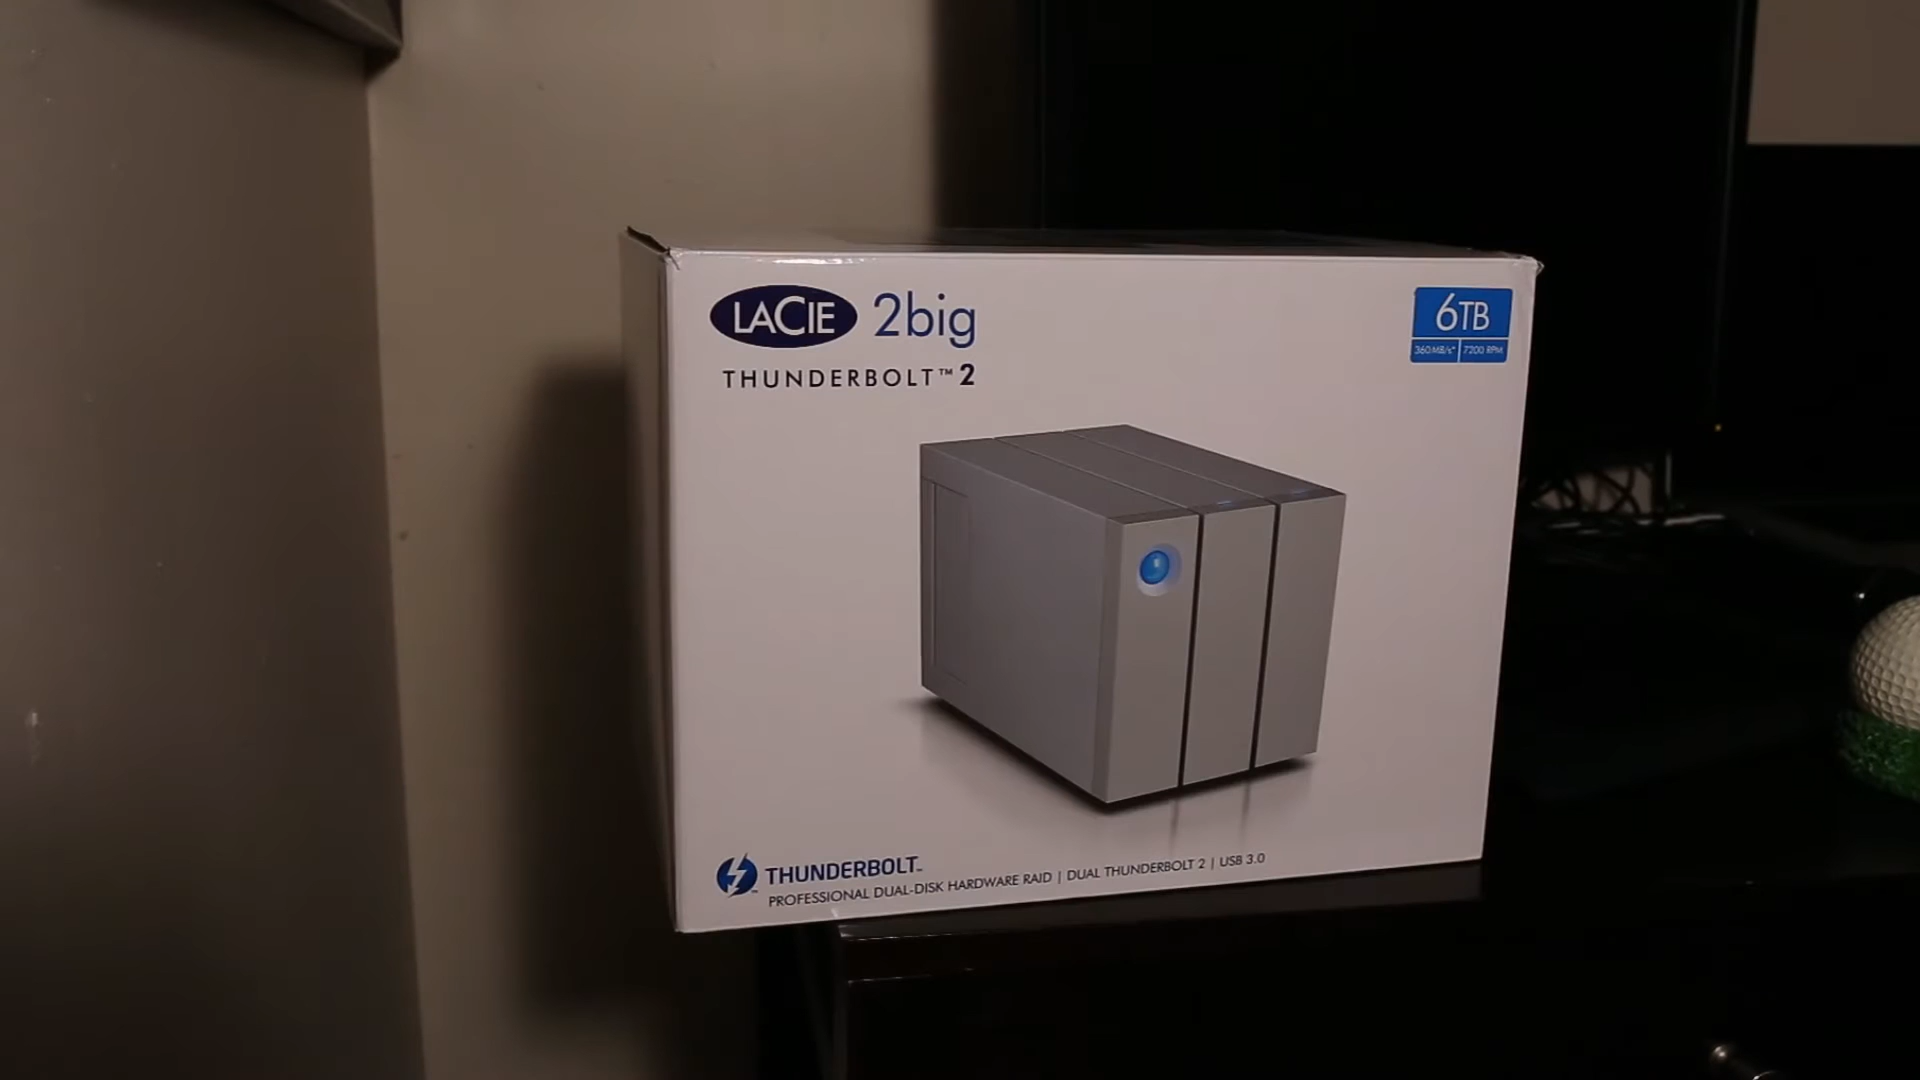 LACIE 2big
THUNDERBOLT™ 2
6TB
360 MB/s* 7200 RPM
THUNDERBOLT™
PROFESSIONAL DUAL-DISK HARDWARE RAID | DUAL THUNDERBOLT 2 | USB 3.0